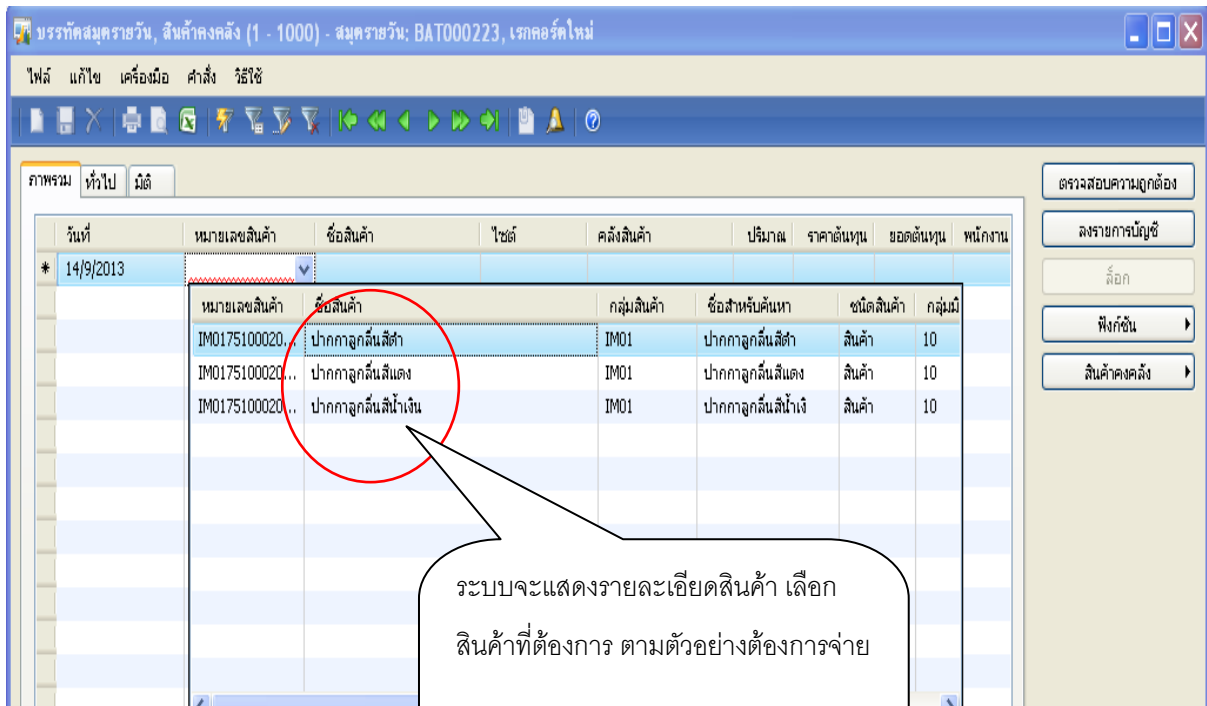 บรรทัดสมุดรายวัน, สินค้าคงคลัง (1 - 1000) - สมุดรายวัน: BAT000223, เรกคอร์ดใหม่
ไฟล์ แก้ไข เครื่องมือ คำสั่ง วิธีใช้
ภาพรวม ทั่วไป มิติ
ตรวจสอบความถูกต้อง
ลงรายการบัญชี
ล็อก
ฟังก์ชัน
สินค้าคงคลัง
วันที่ หมายเลขสินค้า ชื่อสินค้า ไซต์ คลังสินค้า ปริมาณ ราคาต้นทุน ยอดต้นทุน พนักงาน
* 14/9/2013
หมายเลขสินค้า ชื่อสินค้า กลุ่มสินค้า ชื่อสำหรับค้นหา ชนิดสินค้า กลุ่มมิ
IM0175100020... ปากกาลูกลื่นสีดำ IM01 ปากกาลูกลื่นสีดำ สินค้า 10
IM0175100020... ปากกาลูกลื่นสีแดง IM01 ปากกาลูกลื่นสีแดง สินค้า 10
IM0175100020... ปากกาลูกลื่นสีน้ำเงิน IM01 ปากกาลูกลื่นสีน้ำเงิ สินค้า 10
ระบบจะแสดงรายละเอียดสินค้า เลือก
สินค้าที่ต้องการ ตามตัวอย่างต้องการจ่าย